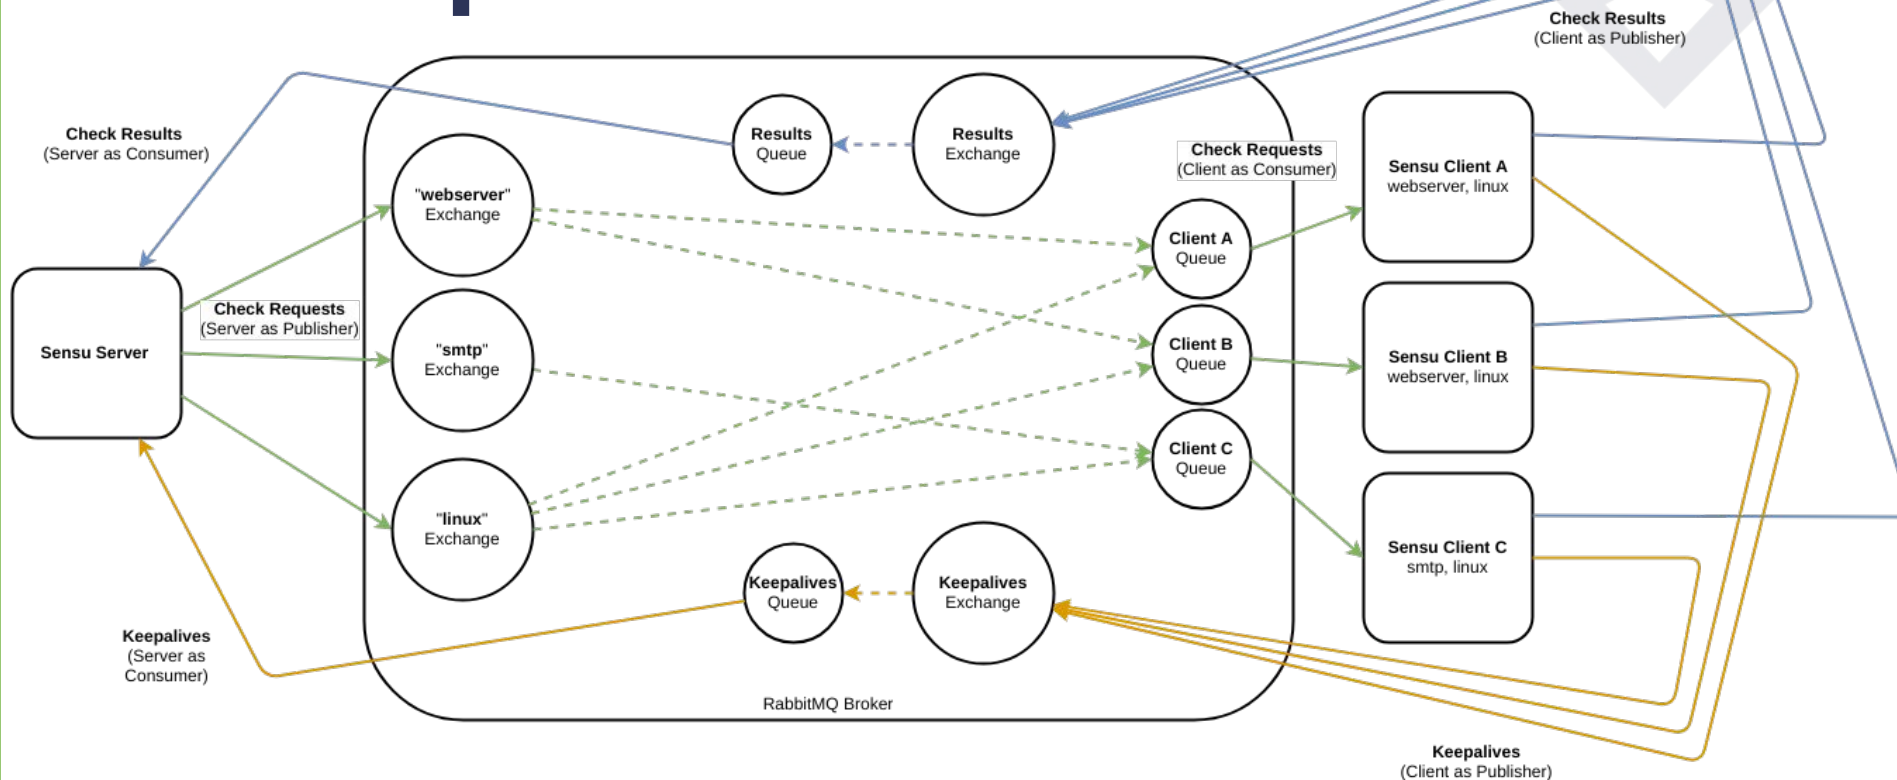 Check Results
(Client as Publisher)
Check Results
(Server as Consumer)
Results
Queue
Results
Exchange
Check Requests
(Client as Consumer)
Sensu Client A
webserver, linux
"webserver"
Exchange
Client A
Queue
Check Requests
(Server as Publisher)
Sensu Server
"smtp"
Exchange
Client B
Queue
Sensu Client B
webserver, linux
Client C
Queue
"linux"
Exchange
Sensu Client C
smtp, linux
Keepalives
Queue
Keepalives
Exchange
Keepalives
(Server as
Consumer)
RabbitMQ Broker
Keepalives
(Client as Publisher)